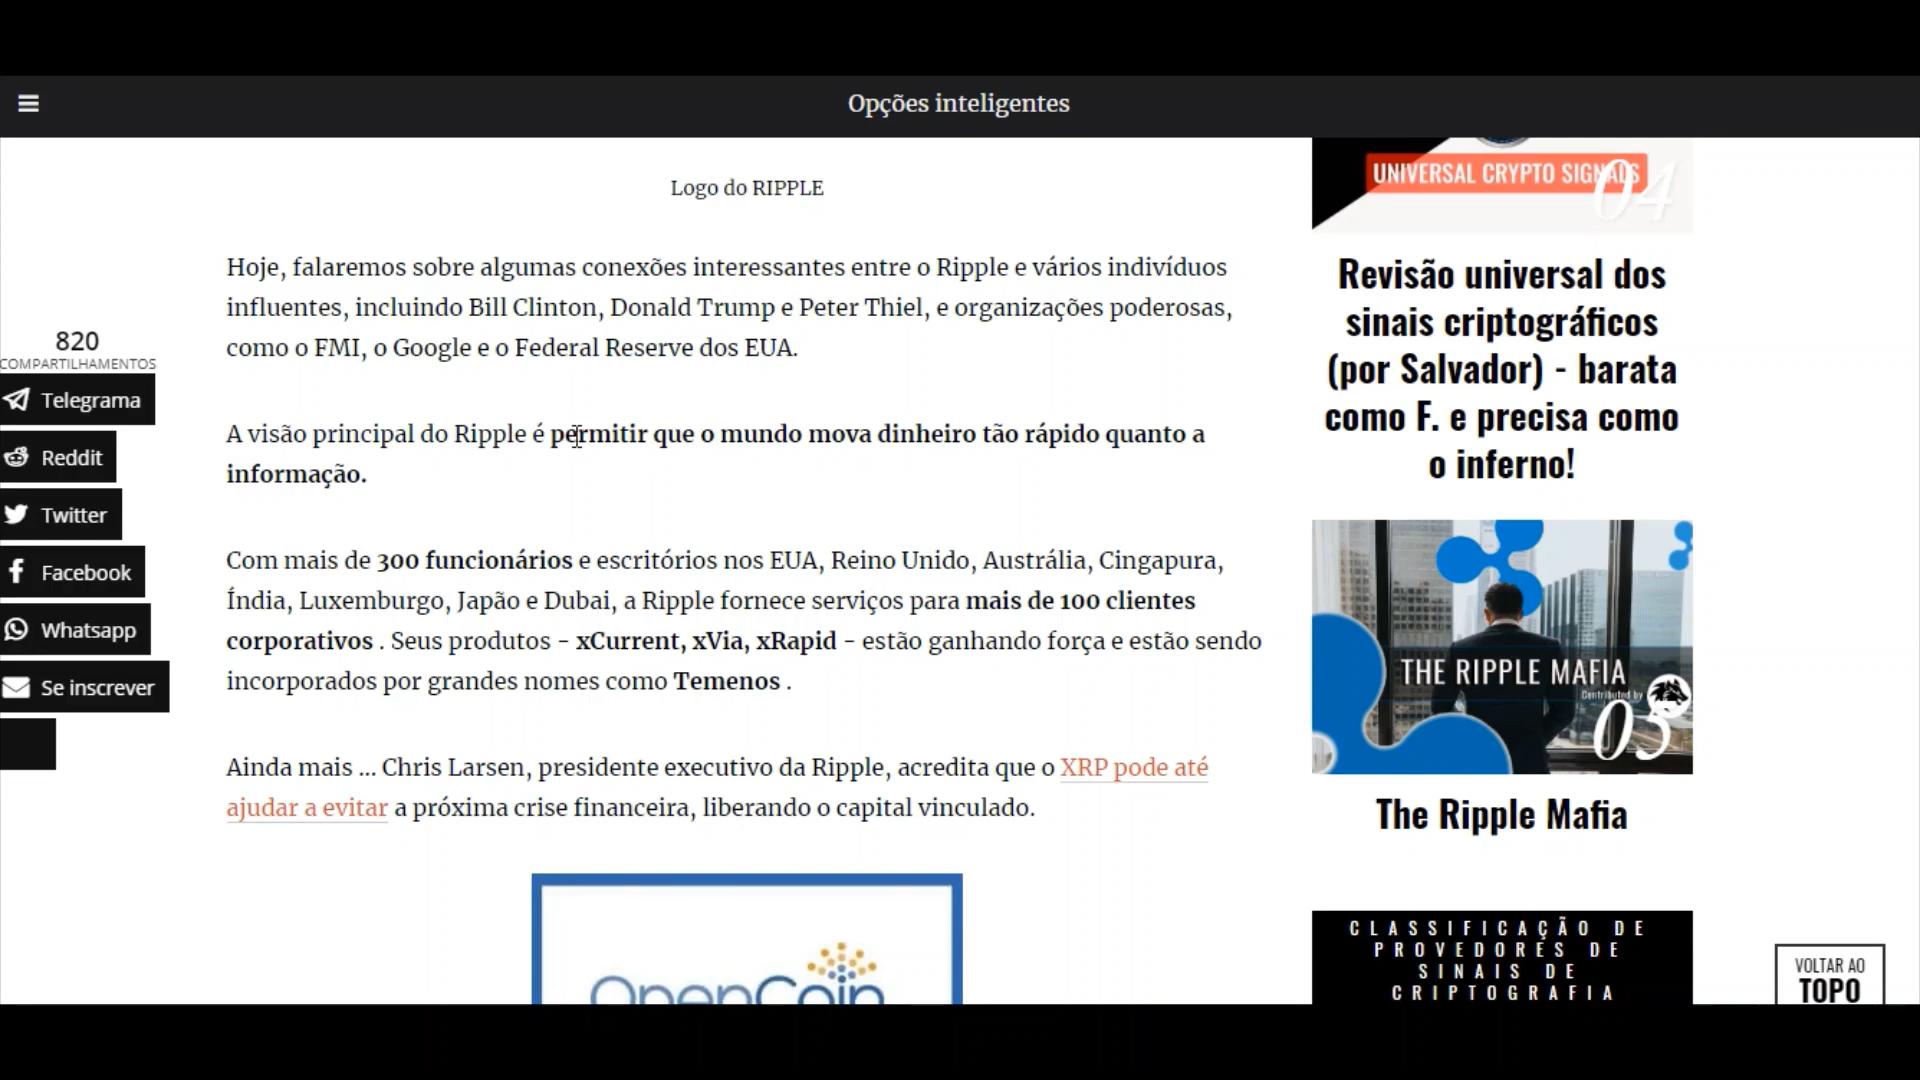 Opções inteligentes
Logo do RIPPLE
Hoje, falaremos sobre algumas conexões interessantes entre o Ripple e vários indivíduos
influentes, incluindo Bill Clinton, Donald Trump e Peter Thiel, e organizações poderosas,
como o FMI, o Google e o Federal Reserve dos EUA.
A visão principal do Ripple é permitir que o mundo mova dinheiro tão rápido quanto a
informação.
Com mais de 300 funcionários e escritórios nos EUA, Reino Unido, Austrália, Cingapura,
Índia, Luxemburgo, Japão e Dubai, a Ripple fornece serviços para mais de 100 clientes
corporativos . Seus produtos - xCurrent, xVia, xRapid - estão ganhando força e estão sendo
incorporados por grandes nomes como Temenos .
Ainda mais ... Chris Larsen, presidente executivo da Ripple, acredita que o XRP pode até
ajudar a evitar a próxima crise financeira, liberando o capital vinculado.
OpenCoin
820
COMPARTILHAMENTOS
Telegrama
Reddit
Twitter
Facebook
Whatsapp
Se inscrever
UNIVERSAL CRYPTO SIGNALS
04
Revisão universal dos
sinais criptográficos
(por Salvador) - barata
como F. e precisa como
o inferno!
THE RIPPLE MAFIA
Contributed by
05
The Ripple Mafia
CLASSIFICAÇÃO DE
PROVEDORES DE
SINAIS DE
CRIPTOGRAFIA
VOLTAR AO
TOPO